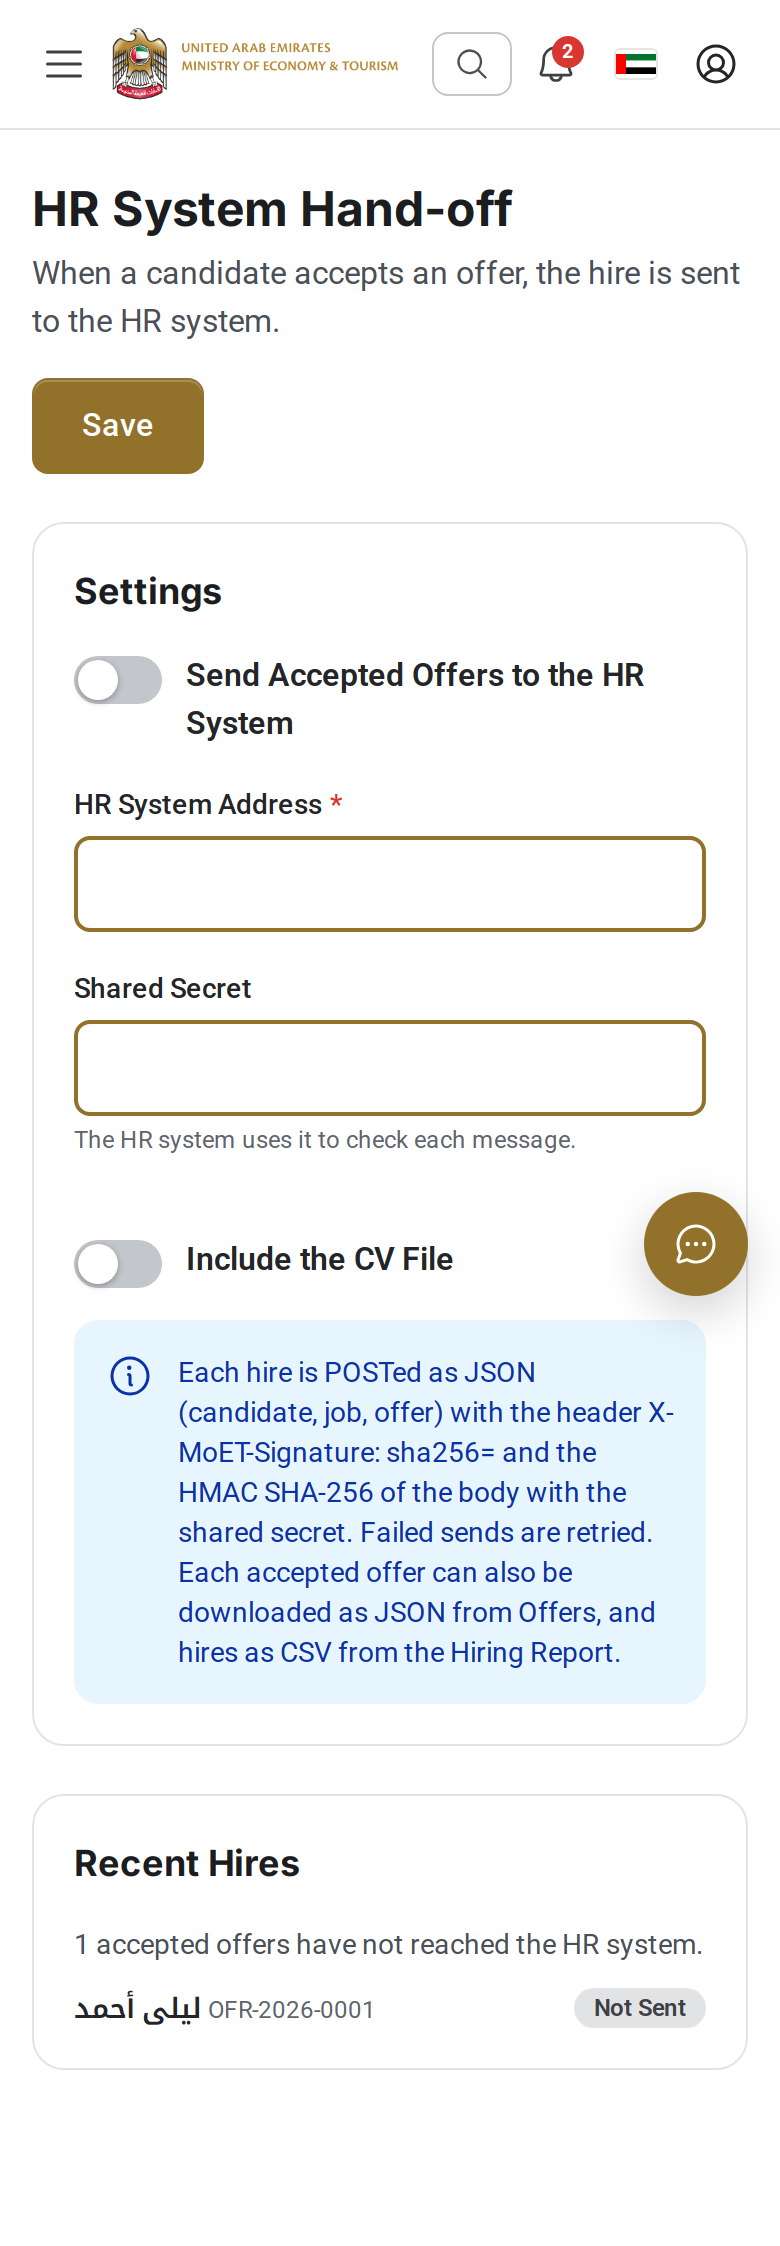 UNITED ARAB EMIRATES
MINISTRY OF ECONOMY & TOURISM
2
HR System Hand-off
When a candidate accepts an offer, the hire is sent
to the HR system.
Save
Settings
Send Accepted Offers to the HR
System
HR System Address *
Shared Secret
The HR system uses it to check each message.
Include the CV File
Each hire is POSTed as JSON
(candidate, job, offer) with the header X-
MoET-Signature: sha256= and the
HMAC SHA-256 of the body with the
shared secret. Failed sends are retried.
Each accepted offer can also be
downloaded as JSON from Offers, and
hires as CSV from the Hiring Report.
Recent Hires
1 accepted offers have not reached the HR system.
ليلى أحمد OFR-2026-0001
Not Sent